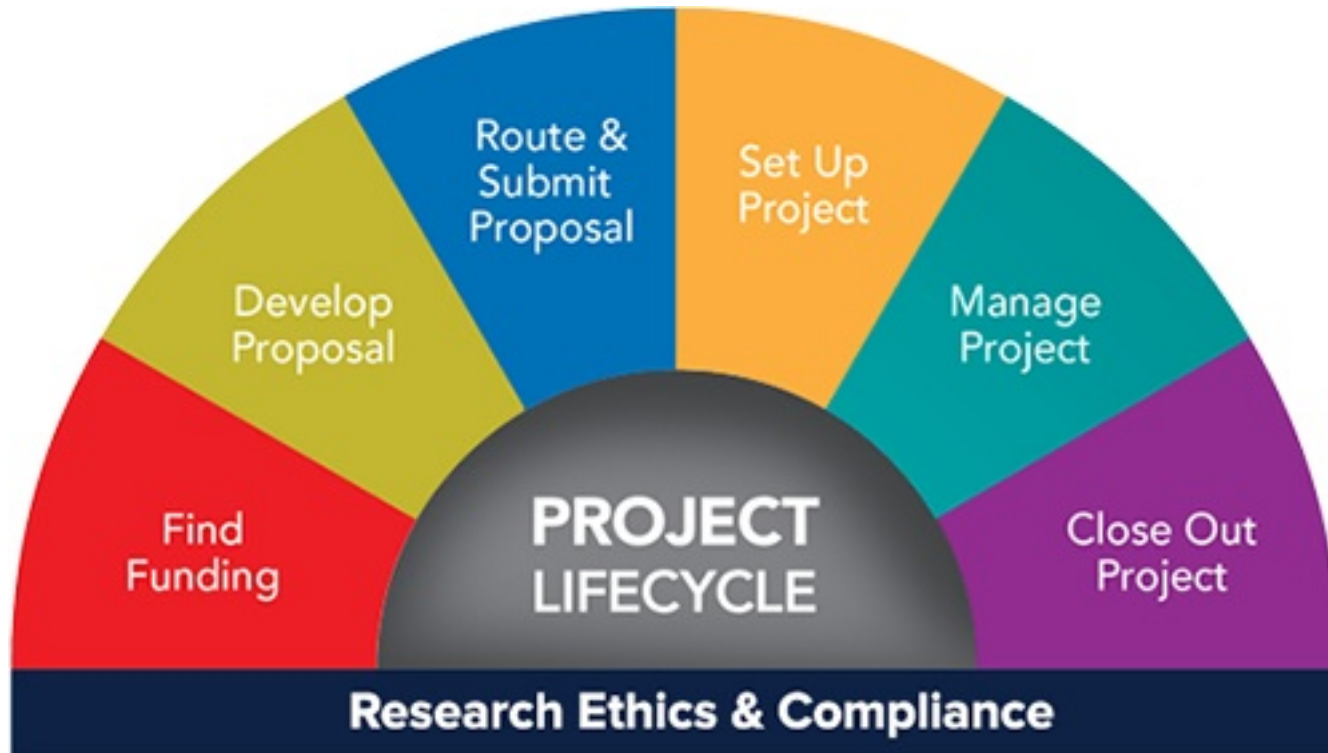 Find
Funding
Develop
Proposal
Route &
Submit
Proposal
Set Up
Project
Manage
Project
Close Out
Project
PROJECT
LIFECYCLE
Research Ethics & Compliance